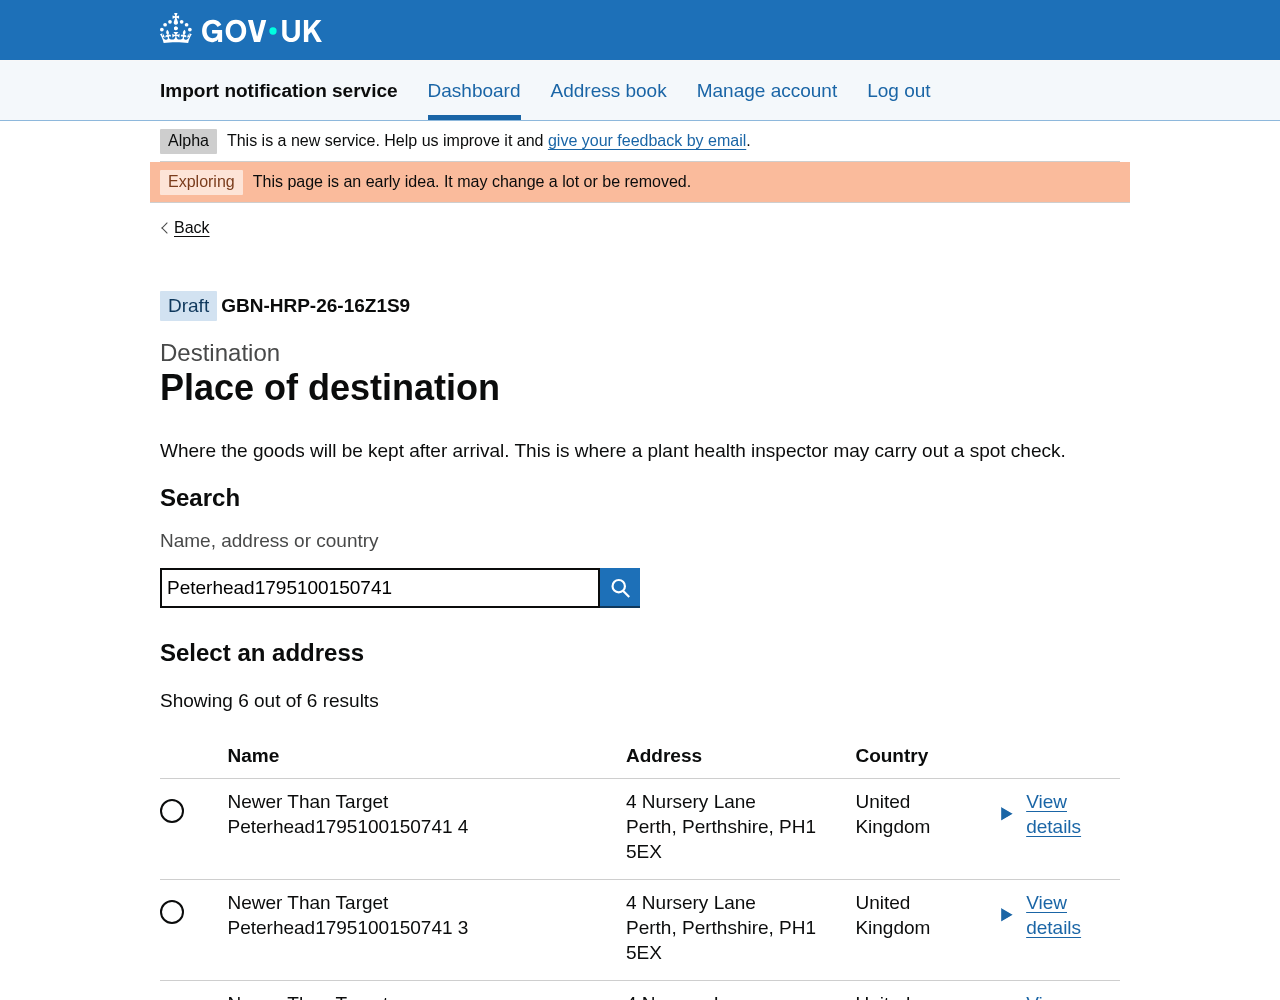 GOV•UK
Import notification service Dashboard Address book Manage account Log out
Alpha This is a new service. Help us improve it and give your feedback by email.
Exploring This page is an early idea. It may change a lot or be removed.
Back
Draft GBN-HRP-26-16Z1S9
Destination
Place of destination
Where the goods will be kept after arrival. This is where a plant health inspector may carry out a spot check.
Search
Name, address or country
Peterhead1795100150741
Select an address
Showing 6 out of 6 results
Name Address Country
Newer Than Target 4 Nursery Lane United View
Peterhead1795100150741 4 Perth, Perthshire, PH1 Kingdom details
5EX
Newer Than Target 4 Nursery Lane United View
Peterhead1795100150741 3 Perth, Perthshire, PH1 Kingdom details
5EX